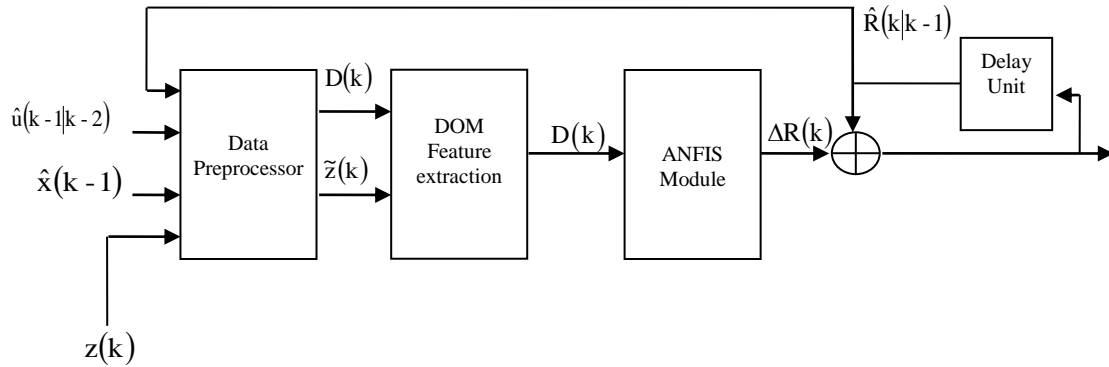 R̂(k|k-1)
Delay
Unit
D(k)
û(k-1|k-2)
Data
Preprocessor
DOM
Feature
extraction
D(k)
ANFIS
Module
ΔR(k)
x̂(k-1)
z̃(k)
z(k)